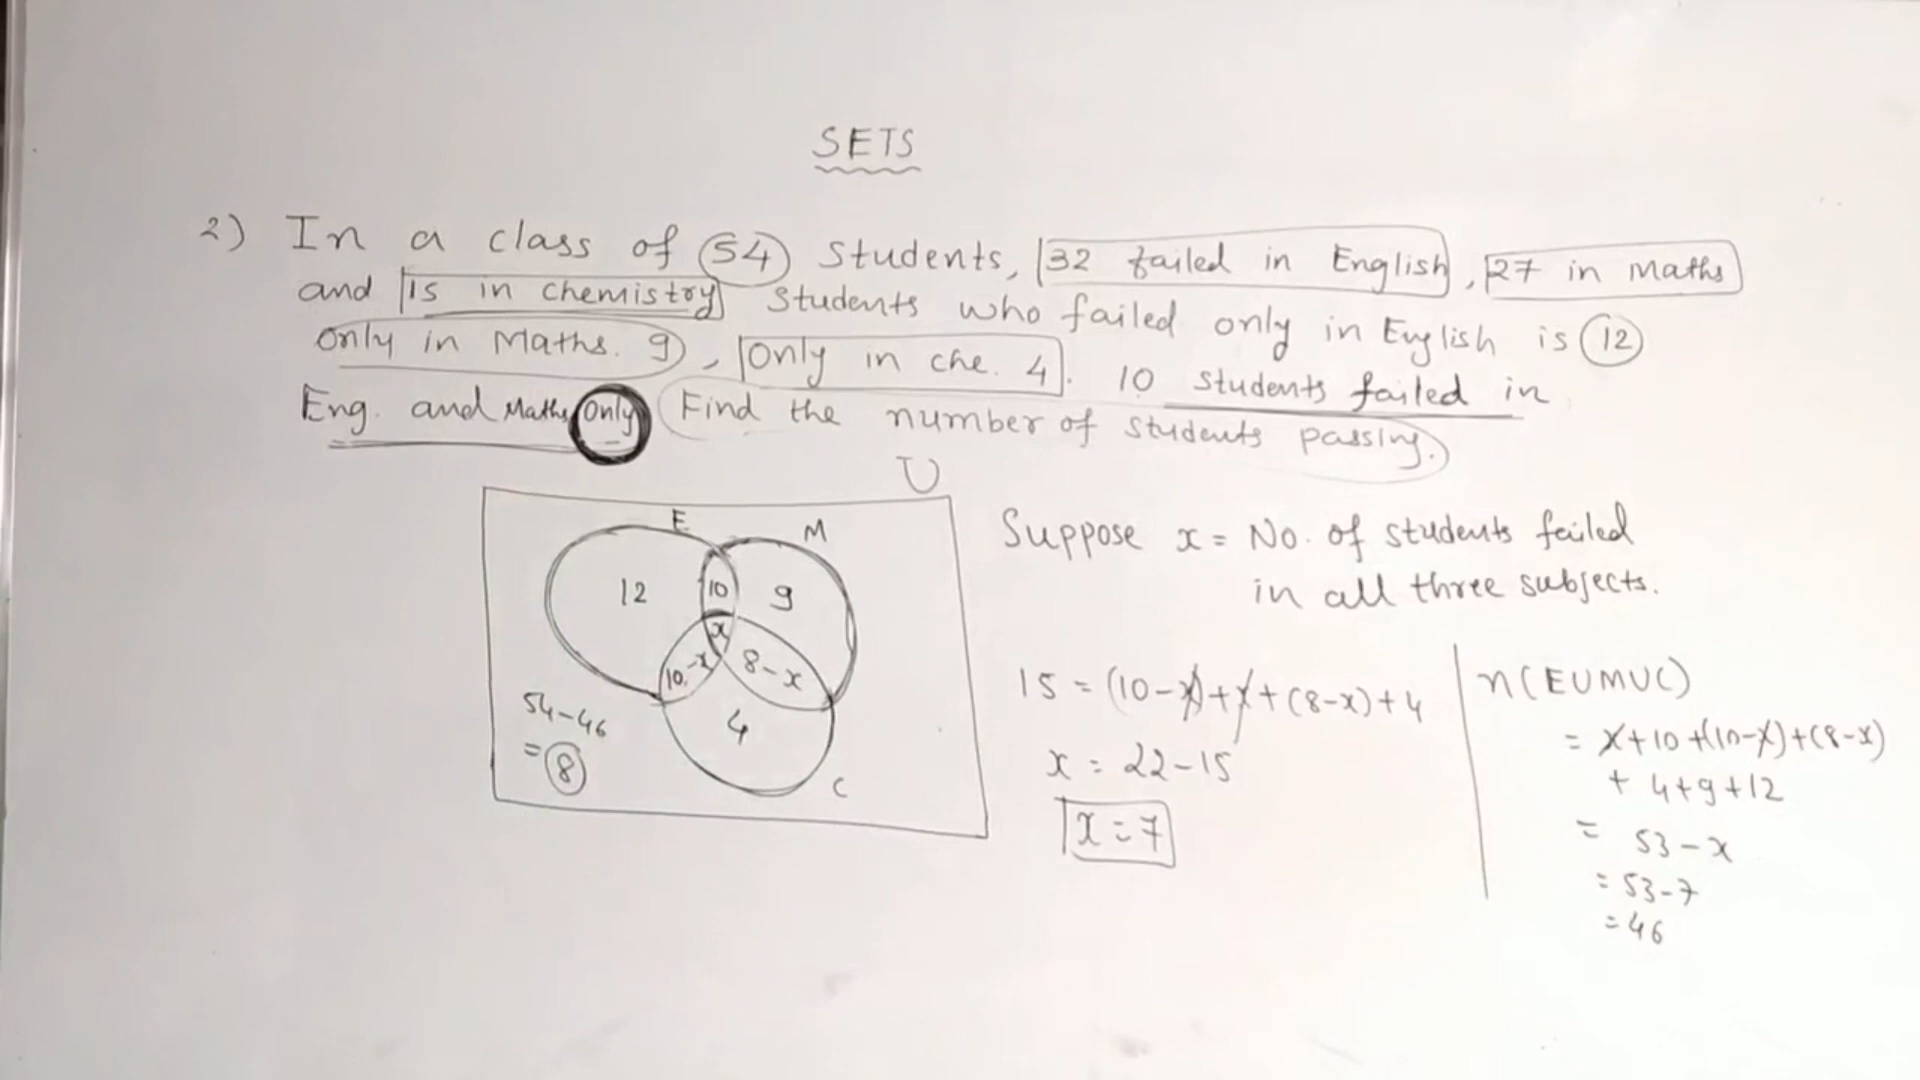 SETS
2) In a class of 54 Students, 32 failed in English, 27 in Maths
and 15 in chemistry Students who failed only in English is 12
only in Maths. 9, Only in che. 4. 10 students failed in
Eng. and Maths Only Find the number of students passing.
U
E
M
12
10
9
x
10-x
8-x
4
C
54-46
= 8
Suppose x = No. of students failed
in all three subjects.
15 = (10-x)+x+(8-x)+4
x = 22-15
x = 7
n(EUMUC)
= x+10+(10-x)+(8-x)
+ 4+9+12
= 53-x
= 53-7
= 46